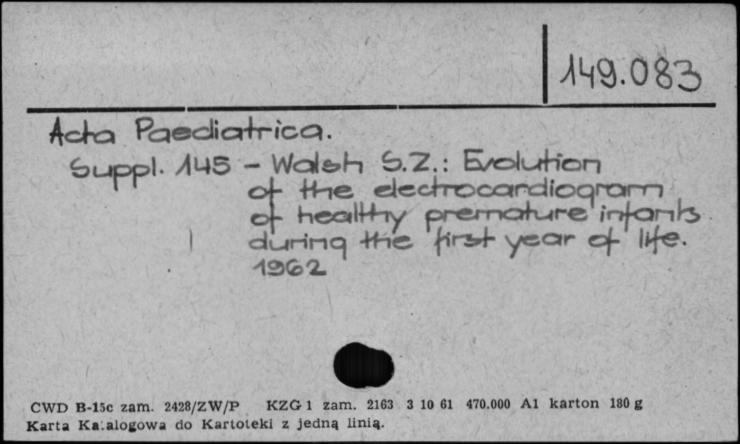 149.083
Acta Paediatrica.
Suppl. 145 - Walsh S.Z.: Evolution
of the electrocardiogram
of healthy premature infants
during the first year of life.
1962
CWD B-15c zam. 2428/ZW/P KZG 1 zam. 2163 3 10 61 470.000 A1 karton 180 g
Karta Katalogowa do Kartoteki z jedną linią.